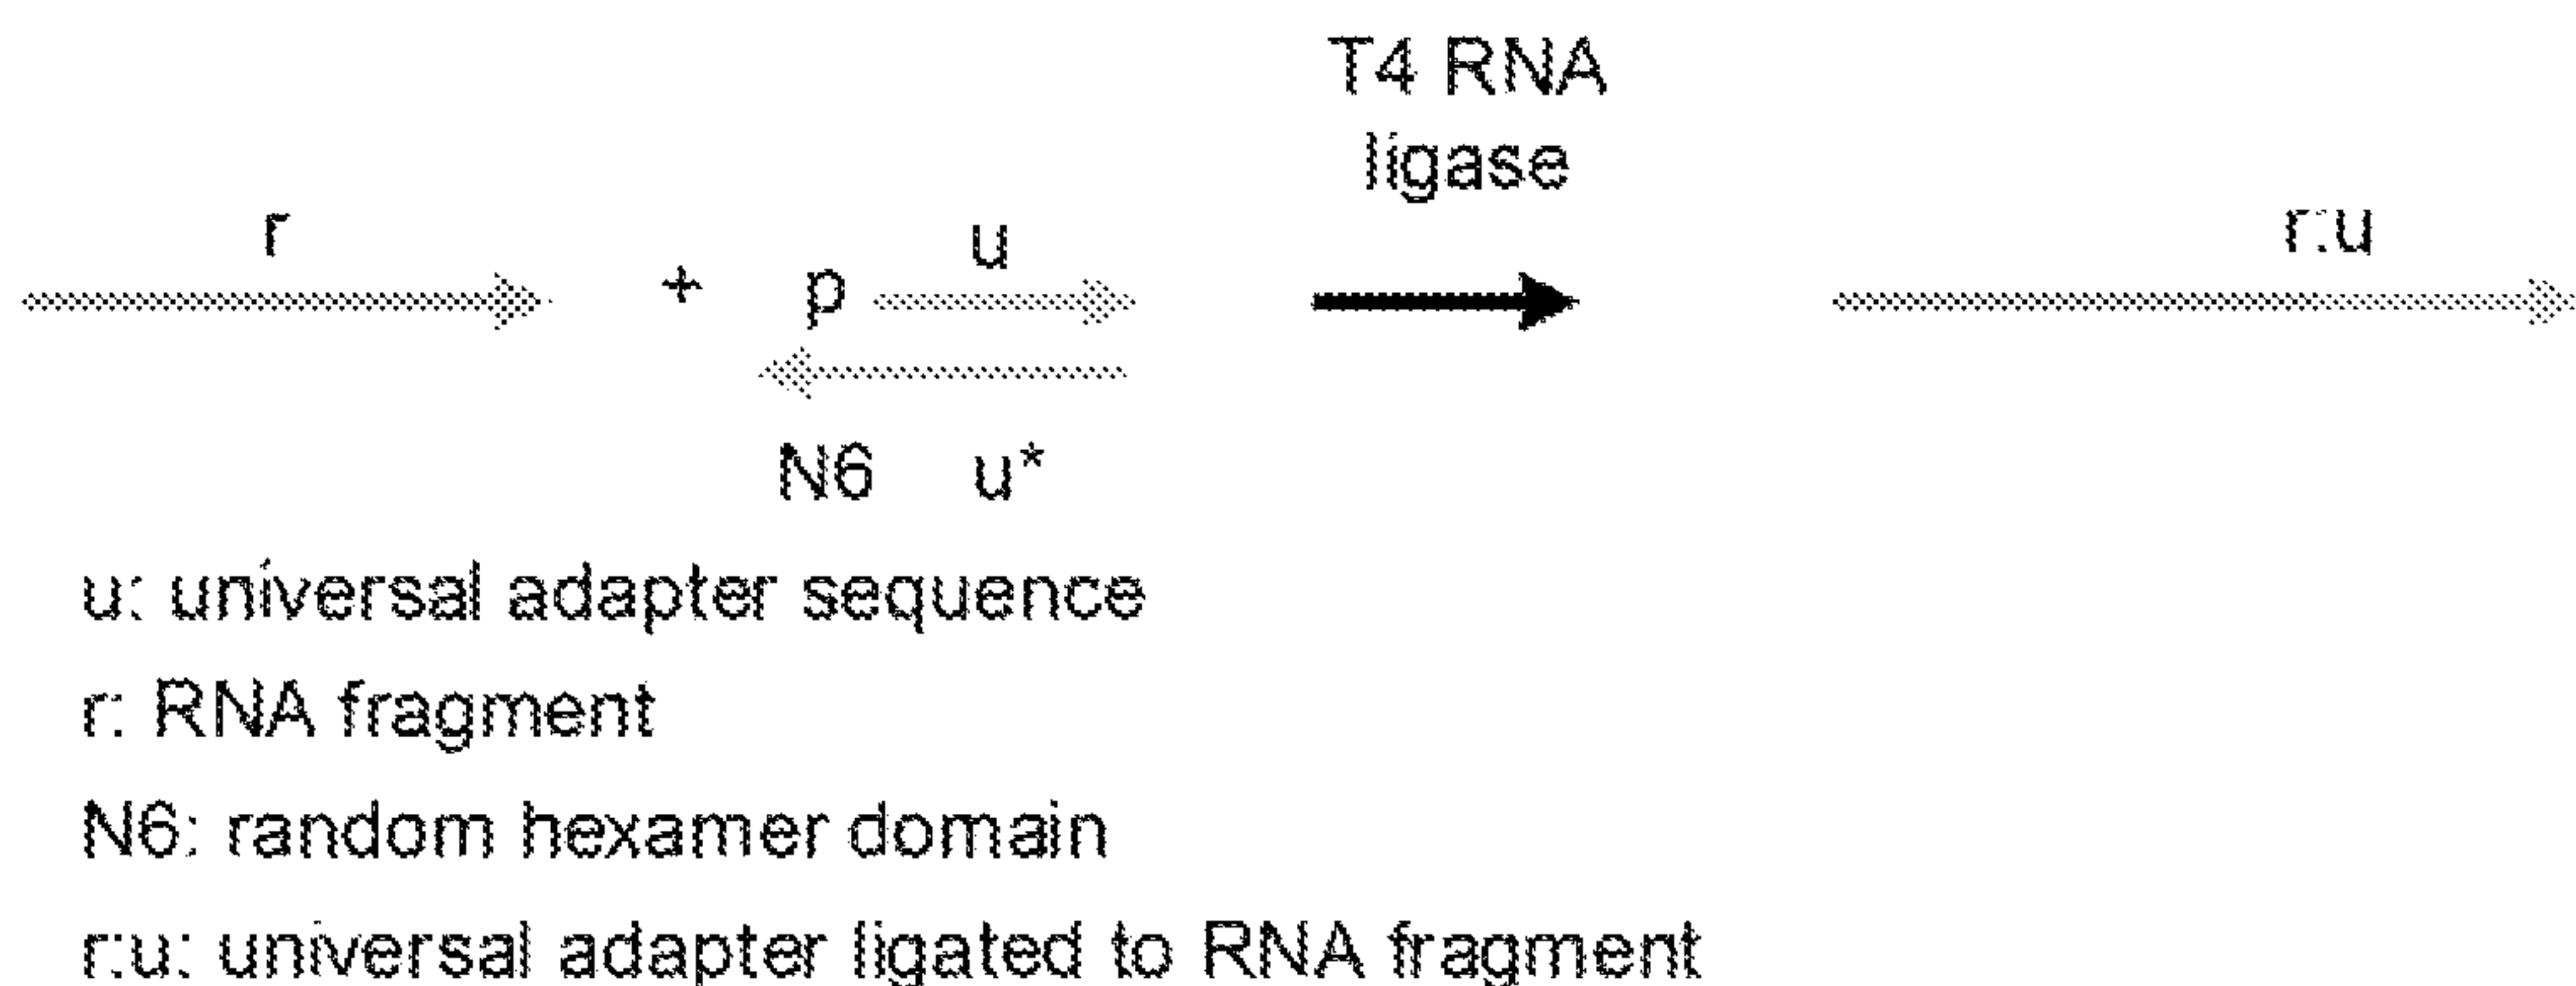 T4 RNA
ligase
r
+ p u
r:u
N6 u*
u: universal adapter sequence
r: RNA fragment
N6: random hexamer domain
r:u: universal adapter ligated to RNA fragment